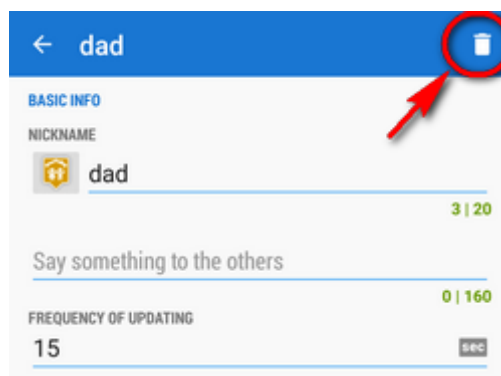 dad
BASIC INFO
NICKNAME
dad
3 | 20
Say something to the others
0 | 160
FREQUENCY OF UPDATING
15 sec